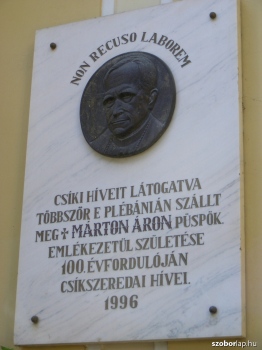 NON RECUSO LABOREM
CSÍKI HÍVEIT LÁTOGATVA
TÖBBSZÖR E PLÉBÁNIÁN SZÁLLT
MEG ✝ MÁRTON ÁRON PÜSPÖK.
EMLÉKEZETÜL SZÜLETÉSE
100. ÉVFORDULÓJÁN
CSÍKSZEREDAI HÍVEI.
1996
szoborlap.hu